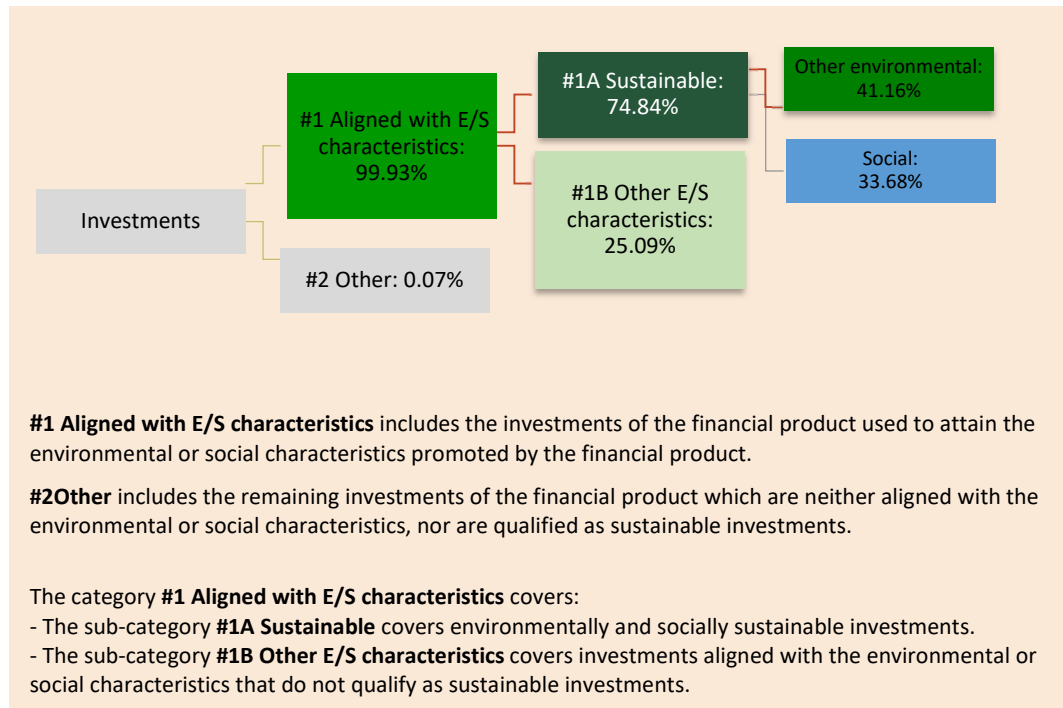 Investments
#1 Aligned with E/S
characteristics:
99.93%
#2 Other: 0.07%
#1A Sustainable:
74.84%
#1B Other E/S
characteristics:
25.09%
Other environmental:
41.16%
Social:
33.68%
#1 Aligned with E/S characteristics includes the investments of the financial product used to attain the
environmental or social characteristics promoted by the financial product.
#2Other includes the remaining investments of the financial product which are neither aligned with the
environmental or social characteristics, nor are qualified as sustainable investments.
The category #1 Aligned with E/S characteristics covers:
- The sub-category #1A Sustainable covers environmentally and socially sustainable investments.
- The sub-category #1B Other E/S characteristics covers investments aligned with the environmental or
social characteristics that do not qualify as sustainable investments.